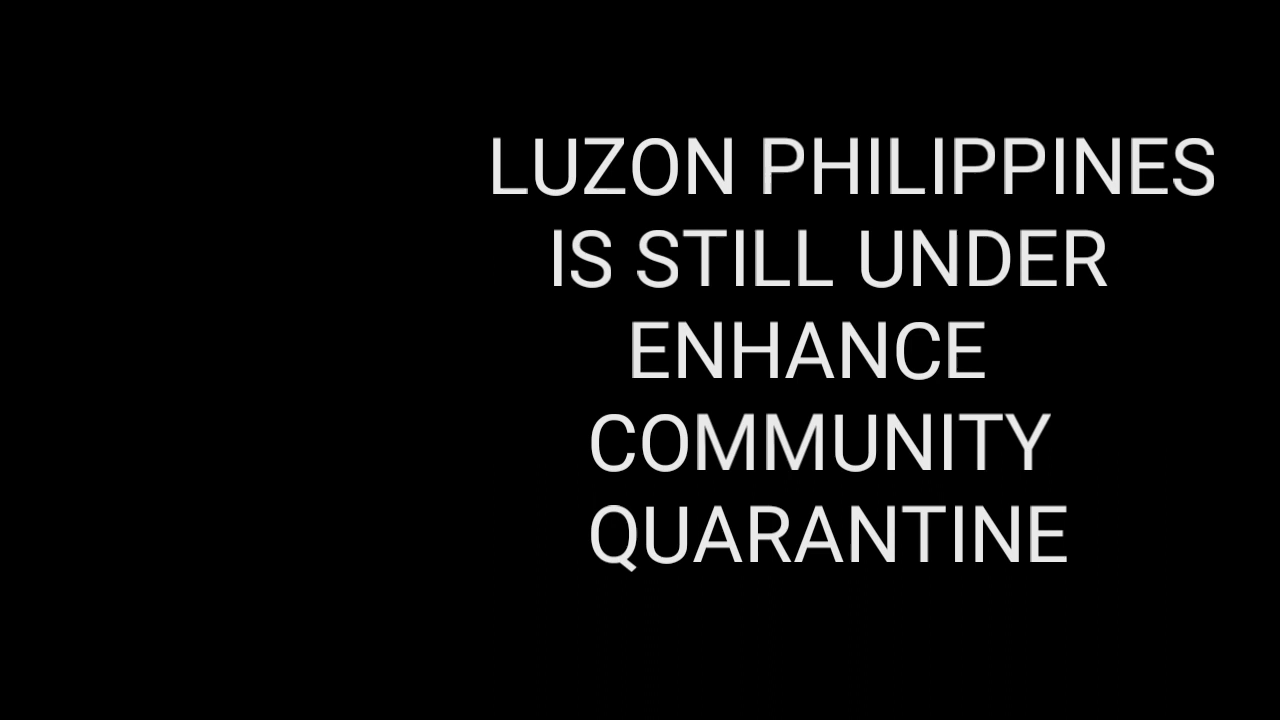 LUZON PHILIPPINES
IS STILL UNDER
ENHANCE
COMMUNITY
QUARANTINE